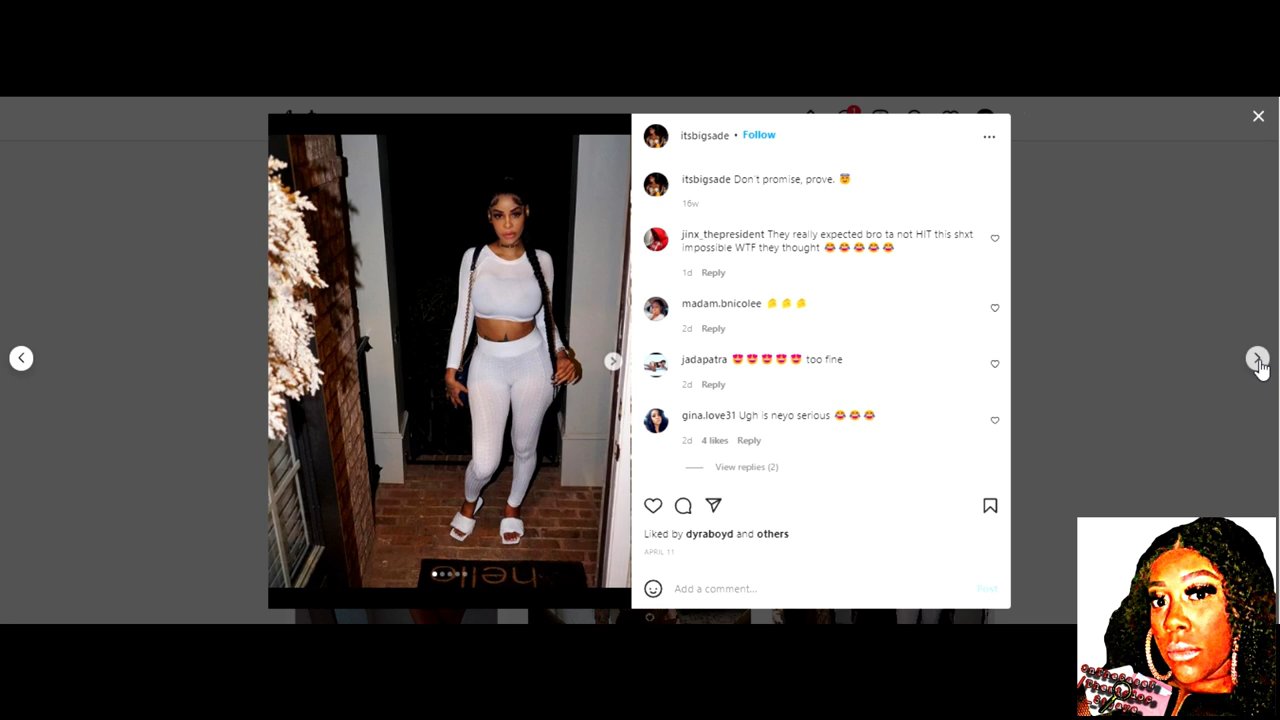 itsbigsade • Follow
itsbigsade Don't promise, prove. 😇
16w
jinx_thepresident They really expected bro ta not HIT this shxt
impossible WTF they thought 😂😂😂😂😂
1d Reply
madam.bnicolee
2d Reply
jadapatra 😍😍😍😍😍 too fine
2d Reply
gina.love31 Ugh is neyo serious 😂😂😂
2d 4 likes Reply
View replies (2)
Liked by dyraboyd and others
APRIL 11
Add a comment...
Post
hello